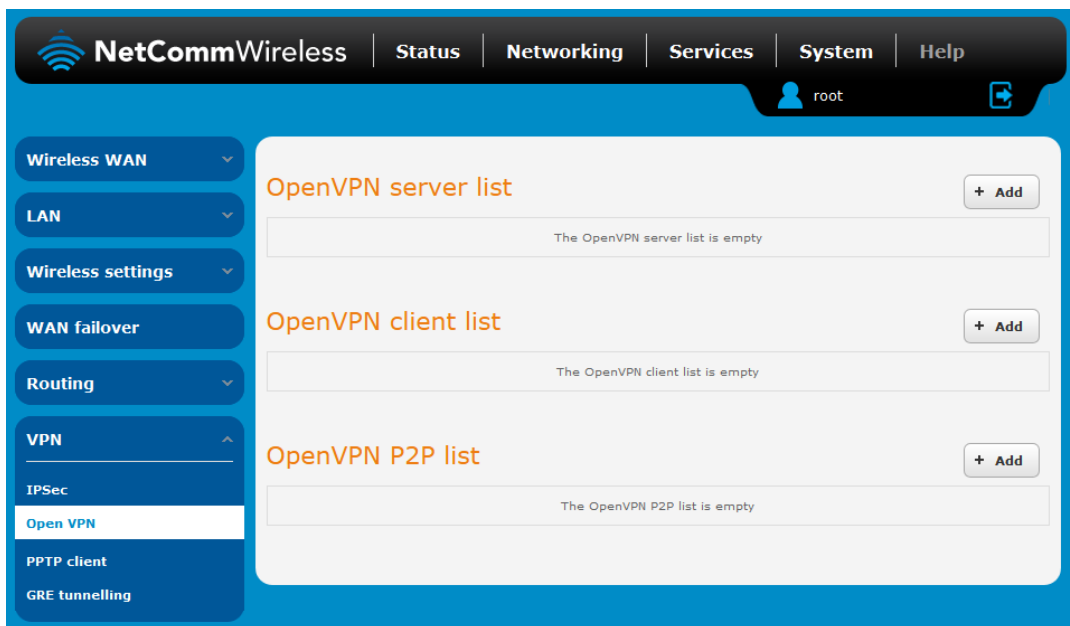 NetCommWireless Status Networking Services System Help
root
Wireless WAN
LAN
Wireless settings
WAN failover
Routing
VPN
IPSec
Open VPN
PPTP client
GRE tunnelling
OpenVPN server list
+ Add
The OpenVPN server list is empty
OpenVPN client list
+ Add
The OpenVPN client list is empty
OpenVPN P2P list
+ Add
The OpenVPN P2P list is empty